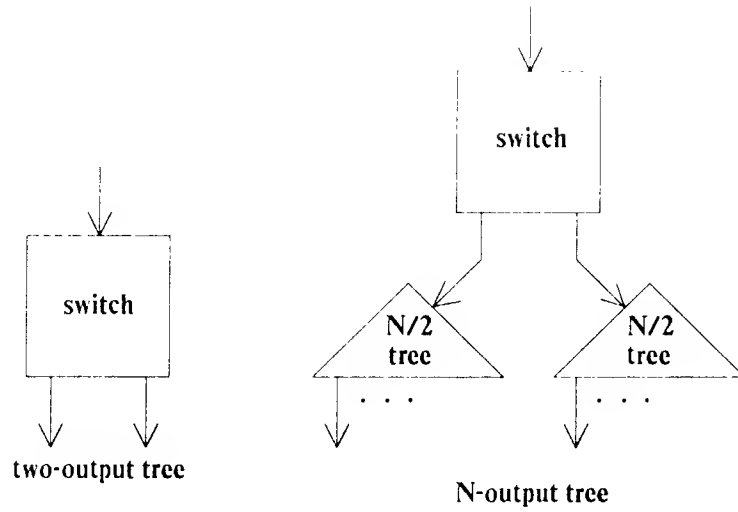 switch
two-output tree
switch
N/2
tree
. . .
N/2
tree
. . .
N-output tree